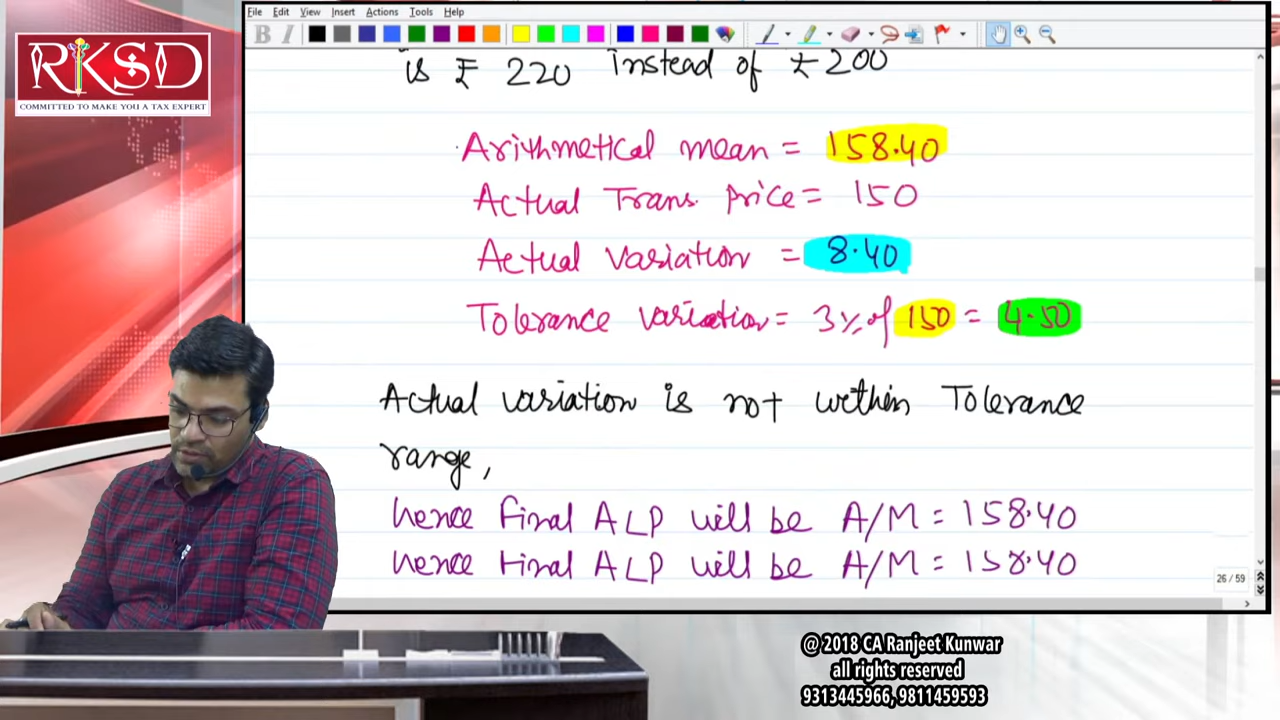 File Edit View Insert Actions Tools Help
B I
RKSD
COMMITTED TO MAKE YOU A TAX EXPERT
is ₹ 220 instead of ₹ 200
Arithmetical mean = 158.40
Actual Trans. price = 150
Actual variation = 8.40
Tolerance variation = 3% of 150 = 4.50
Actual variation is not within Tolerance
range,
hence final ALP will be A/M = 158.40
hence final ALP will be A/M = 158.40
26 / 59
@ 2018 CA Ranjeet Kunwar
all rights reserved
9313445966, 9811459593